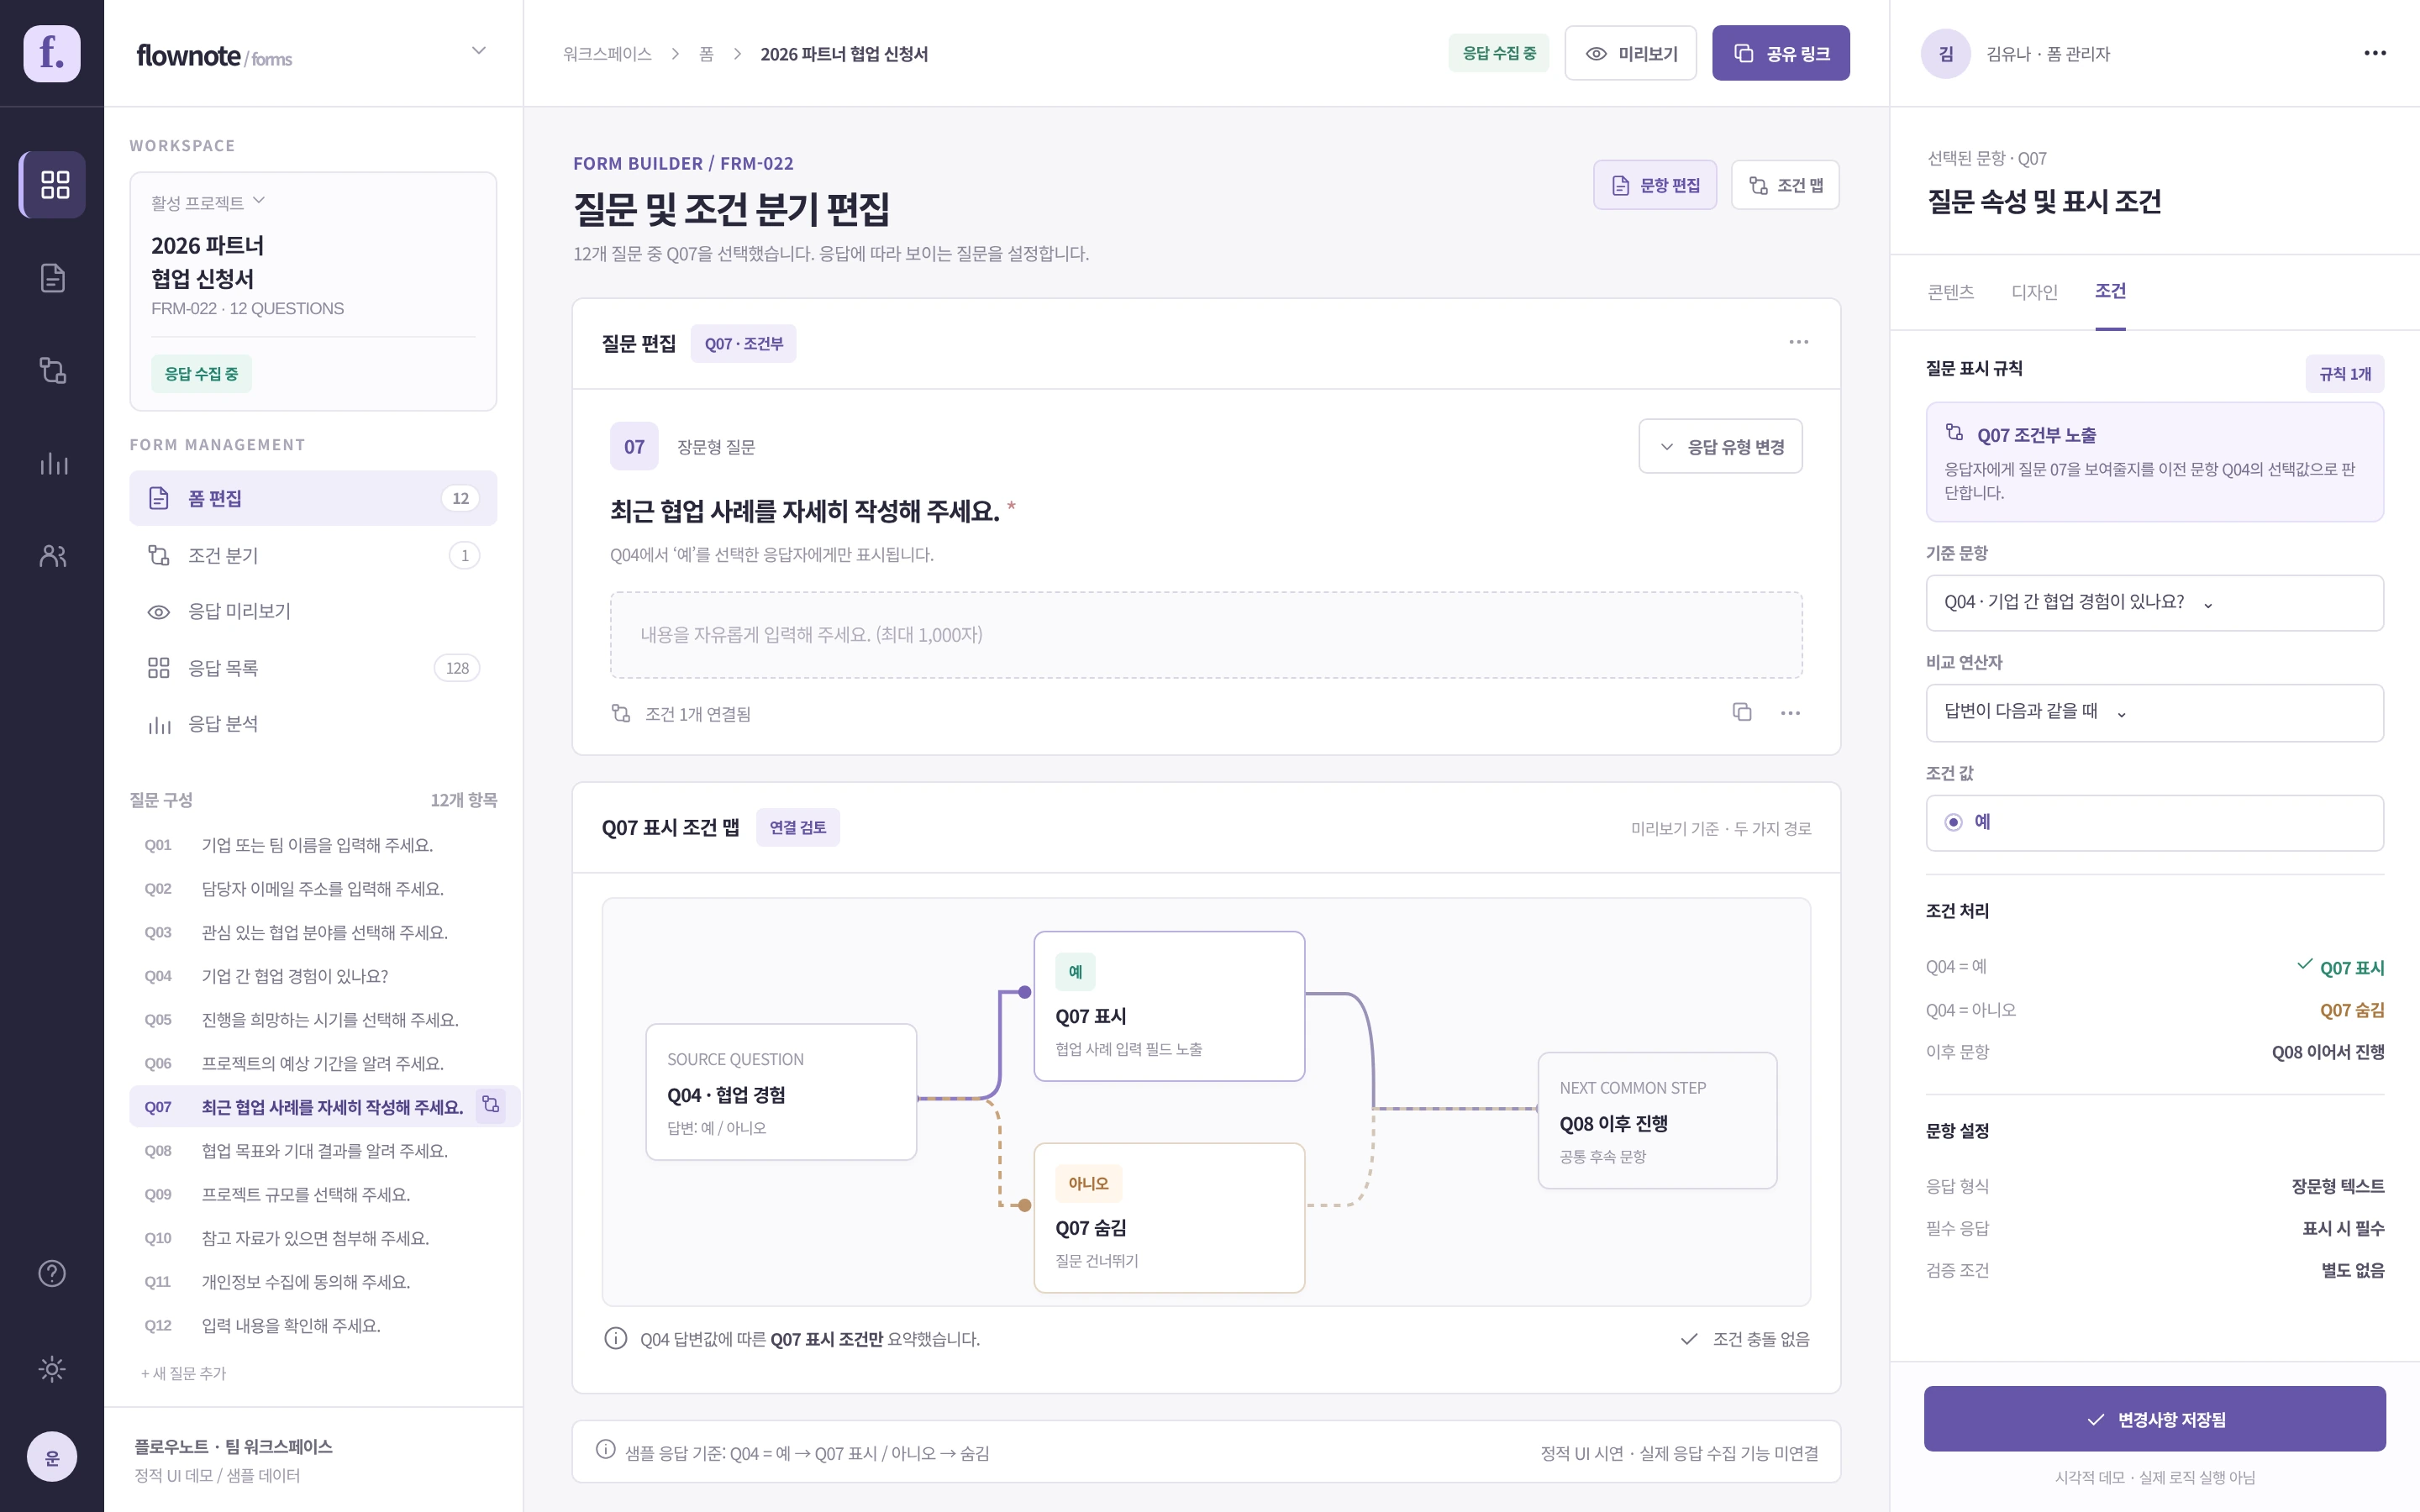 f.
flownote / forms
WORKSPACE
활성 프로젝트
2026 파트너
협업 신청서
FRM-022 · 12 QUESTIONS
응답 수집 중
FORM MANAGEMENT
폼 편집 12
조건 분기 1
응답 미리보기
응답 목록 128
응답 분석
질문 구성 12개 항목
Q01 기업 또는 팀 이름을 입력해 주세요.
Q02 담당자 이메일 주소를 입력해 주세요.
Q03 관심 있는 협업 분야를 선택해 주세요.
Q04 기업 간 협업 경험이 있나요?
Q05 진행을 희망하는 시기를 선택해 주세요.
Q06 프로젝트의 예상 기간을 알려 주세요.
Q07 최근 협업 사례를 자세히 작성해 주세요.
Q08 협업 목표와 기대 결과를 알려 주세요.
Q09 프로젝트 규모를 선택해 주세요.
Q10 참고 자료가 있으면 첨부해 주세요.
Q11 개인정보 수집에 동의해 주세요.
Q12 입력 내용을 확인해 주세요.
+ 새 질문 추가
운
플로우노트 · 팀 워크스페이스
정적 UI 데모 / 샘플 데이터
워크스페이스 > 폼 > 2026 파트너 협업 신청서
응답 수집 중
미리보기
공유 링크
FORM BUILDER / FRM-022
질문 및 조건 분기 편집
12개 질문 중 Q07을 선택했습니다. 응답에 따라 보이는 질문을 설정합니다.
문항 편집
조건 맵
질문 편집 Q07 · 조건부
07 장문형 질문
응답 유형 변경
최근 협업 사례를 자세히 작성해 주세요. *
Q04에서 ‘예’를 선택한 응답자에게만 표시됩니다.
내용을 자유롭게 입력해 주세요. (최대 1,000자)
조건 1개 연결됨
Q07 표시 조건 맵 연결 검토
미리보기 기준 · 두 가지 경로
SOURCE QUESTION
Q04 · 협업 경험
답변: 예 / 아니오
예
Q07 표시
협업 사례 입력 필드 노출
아니오
Q07 숨김
질문 건너뛰기
NEXT COMMON STEP
Q08 이후 진행
공통 후속 문항
Q04 답변값에 따른 Q07 표시 조건만 요약했습니다.
조건 충돌 없음
샘플 응답 기준: Q04 = 예 → Q07 표시 / 아니오 → 숨김
정적 UI 시연 · 실제 응답 수집 기능 미연결
김
김유나 · 폼 관리자
선택된 문항 · Q07
질문 속성 및 표시 조건
콘텐츠 디자인 조건
질문 표시 규칙 규칙 1개
Q07 조건부 노출
응답자에게 질문 07을 보여줄지를 이전 문항 Q04의 선택값으로 판
단합니다.
기준 문항
Q04 · 기업 간 협업 경험이 있나요?
비교 연산자
답변이 다음과 같을 때
조건 값
예
조건 처리
Q04 = 예 Q07 표시
Q04 = 아니오 Q07 숨김
이후 문항 Q08 이어서 진행
문항 설정
응답 형식 장문형 텍스트
필수 응답 표시 시 필수
검증 조건 별도 없음
변경사항 저장됨
시각적 데모 · 실제 로직 실행 아님